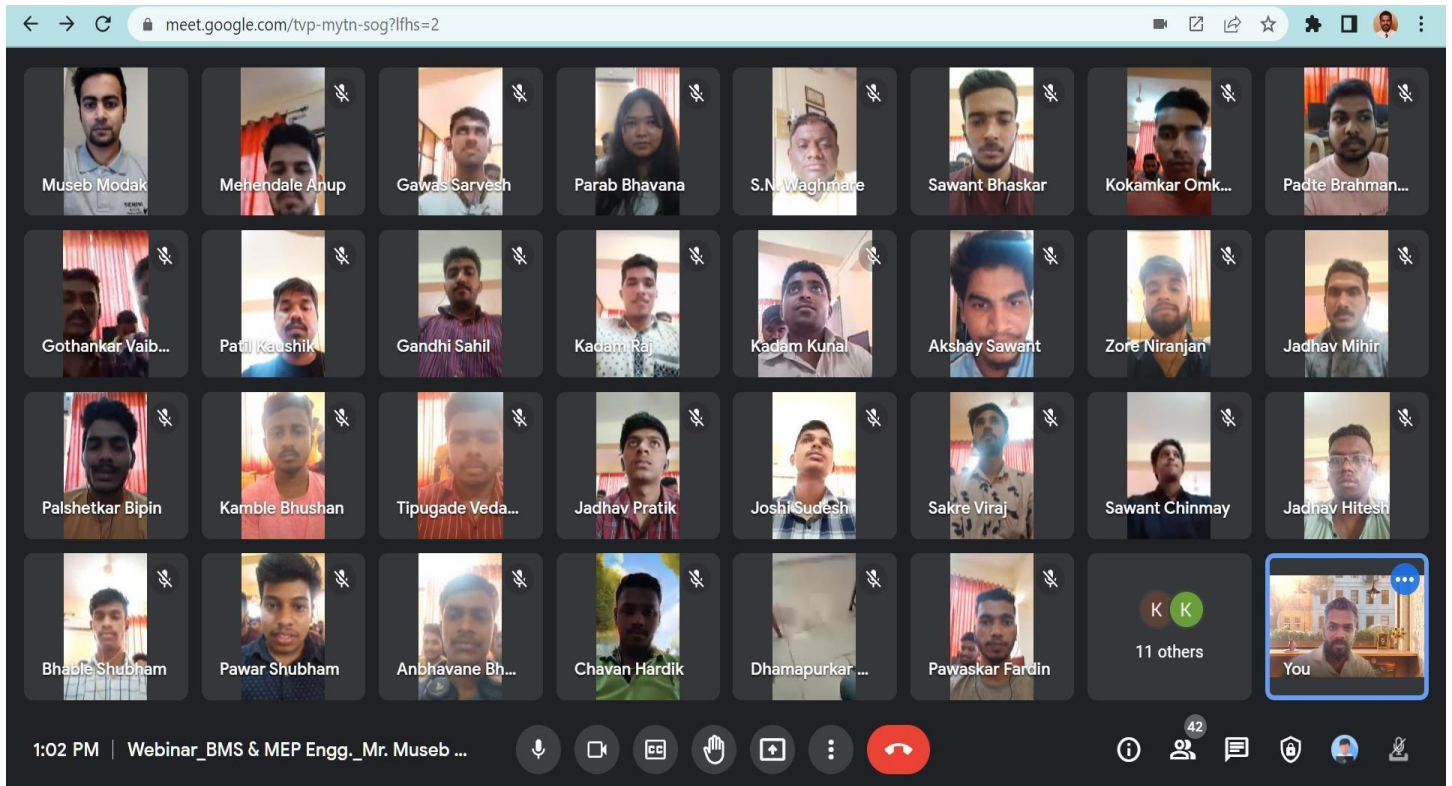 meet.google.com/tvp-mytn-sog?lfhs=2
Museb Modak
Mehendale Anup
Gawas Sarvesh
Parab Bhavana
S.N. Waghmare
Sawant Bhaskar
Kokamkar Omk...
Padte Brahman...
Gothankar Vaib...
Patil Kaushik
Gandhi Sahil
Kadam Raj
Kadam Kunal
Akshay Sawant
Zore Niranjan
Jadhav Mihir
Palshetkar Bipin
Kamble Bhushan
Tipugade Veda...
Jadhav Pratik
Joshi Sudesh
Sakre Viraj
Sawant Chinmay
Jadhav Hitesh
Bhable Shubham
Pawar Shubham
Anbhavane Bh...
Chavan Hardik
Dhamapurkar ...
Pawaskar Fardin
K K
11 others
You
1:02 PM | Webinar_BMS & MEP Engg._Mr. Museb ...
CC
42